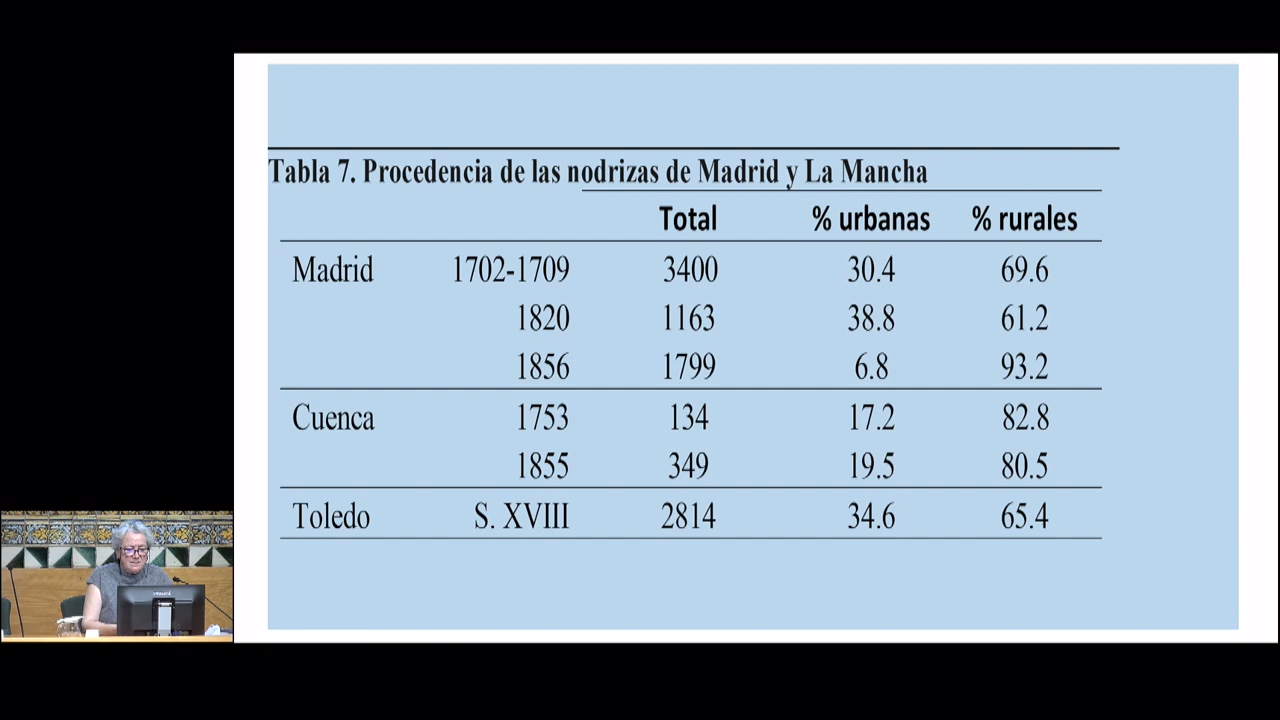 Tabla 7. Procedencia de las nodrizas de Madrid y La Mancha
Total % urbanas % rurales
Madrid 1702-1709 3400 30.4 69.6
1820 1163 38.8 61.2
1856 1799 6.8 93.2
Cuenca 1753 134 17.2 82.8
1855 349 19.5 80.5
Toledo S. XVIII 2814 34.6 65.4